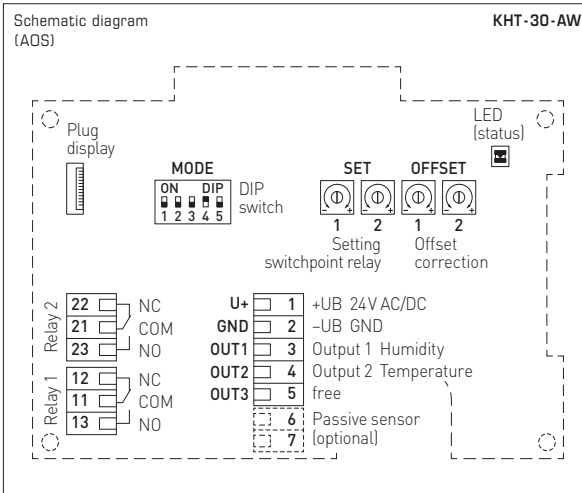 Schematic diagram
(AOS)
KHT-30-AW
Plug
display
LED
(status)
MODE
ON DIP
1 2 3 4 5
DIP
switch
SET
OFFSET
- + - + - + - +
1 2 1 2
Setting
switchpoint relay
Offset
correction
Relay 2
22 NC
21 COM
23 NO
Relay 1
12 NC
11 COM
13 NO
U+ 1 +UB 24V AC/DC
GND 2 –UB GND
OUT1 3 Output 1 Humidity
OUT2 4 Output 2 Temperature
OUT3 5 free
6 Passive sensor
7 (optional)